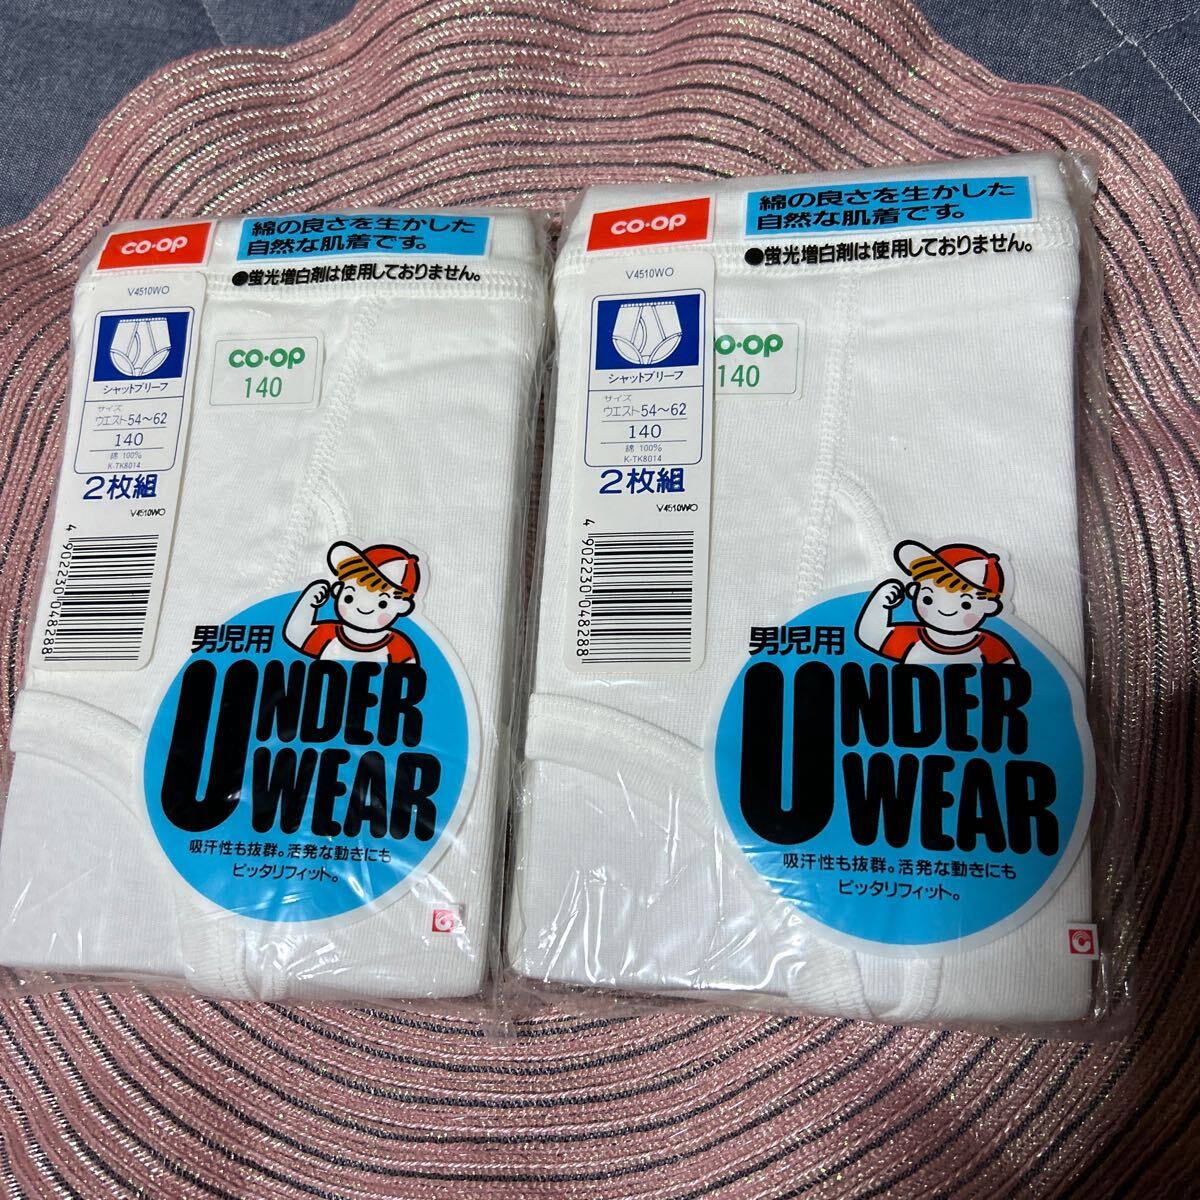 co·op
綿の良さを生かした
自然な肌着です。
●蛍光増白剤は使用しておりません。
V4510WO
シャットブリーフ
サイズ
ウエスト54〜62
140
綿 100%
K-TK8014
2枚組
V4510WO
4 902230 048288
co·op
140
男児用
UNDER
WEAR
吸汗性も抜群。活発な動きにも
ピッタリフィット。
co·op
綿の良さを生かした
自然な肌着です。
●蛍光増白剤は使用しておりません。
V4510WO
シャットブリーフ
サイズ
ウエスト54〜62
140
綿 100%
K-TK8014
2枚組
V4510WO
4 902230 048288
o·op
140
男児用
UNDER
WEAR
吸汗性も抜群。活発な動きにも
ピッタリフィット。